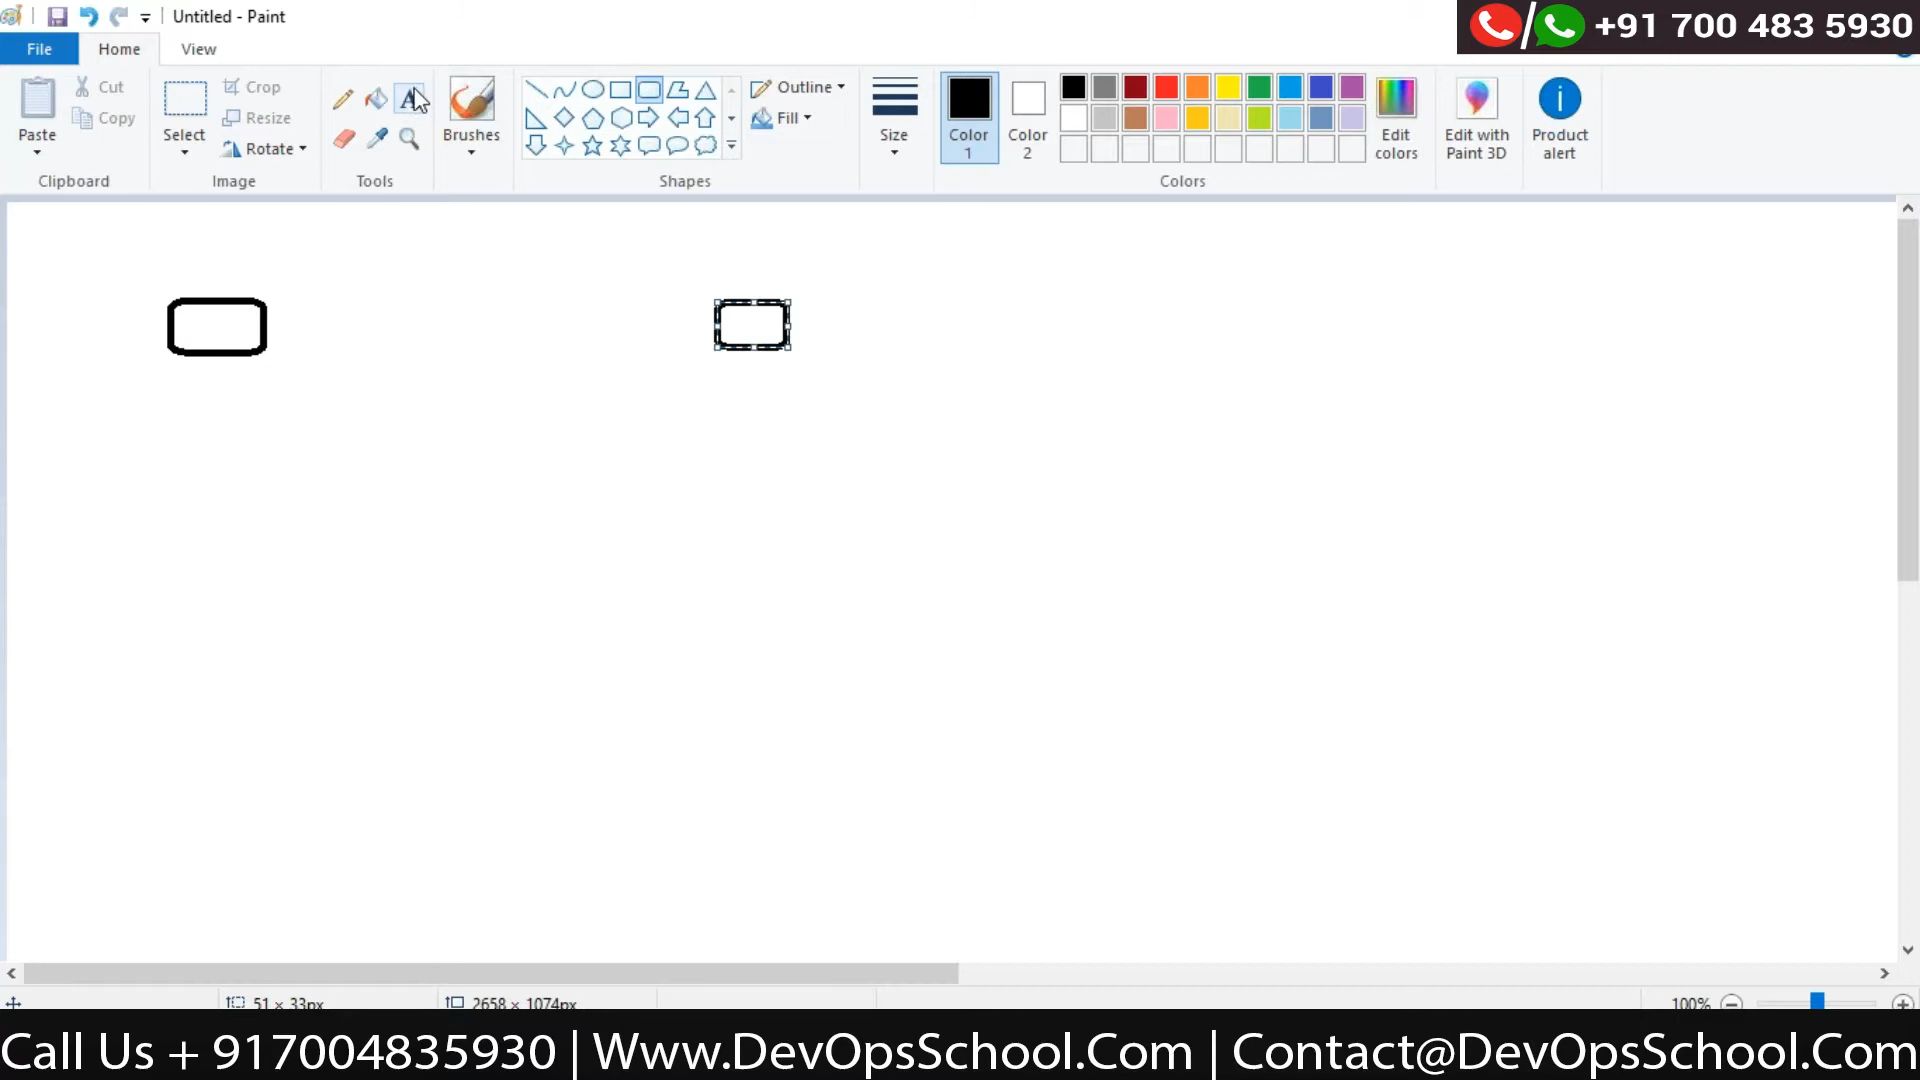 Untitled - Paint
+91 700 483 5930
File Home View
Paste
Cut
Copy
Clipboard
Select
Crop
Resize
Rotate
Image
A
Tools
Brushes
Shapes
Outline
Fill
Size
Color 1
Color 2
Colors
Edit colors
Edit with Paint 3D
Product alert
51 × 33px
2658 × 1074px
100%
Call Us + 917004835930 | Www.DevOpsSchool.Com | Contact@DevOpsSchool.Com